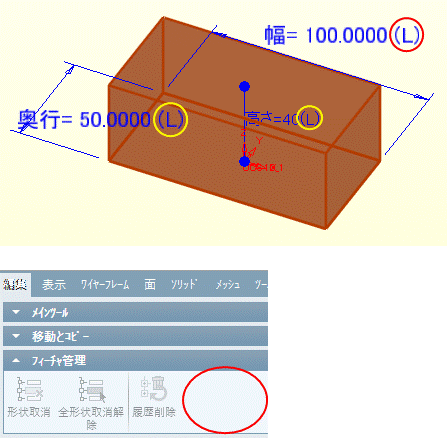 幅= 100.0000 (L)
奥行= 50.0000 (L)
高さ=40(L)
Y
編集 表示 ﾜｲﾔｰﾌﾚｰﾑ 面 ｿﾘｯﾄﾞ ﾒｯｼｭ ﾂｰ
ﾒｲﾝﾂｰﾙ
移動とｺﾋﾟｰ
ﾌｨｰﾁｬ管理
形状取消 全形状取消解除 履歴削除